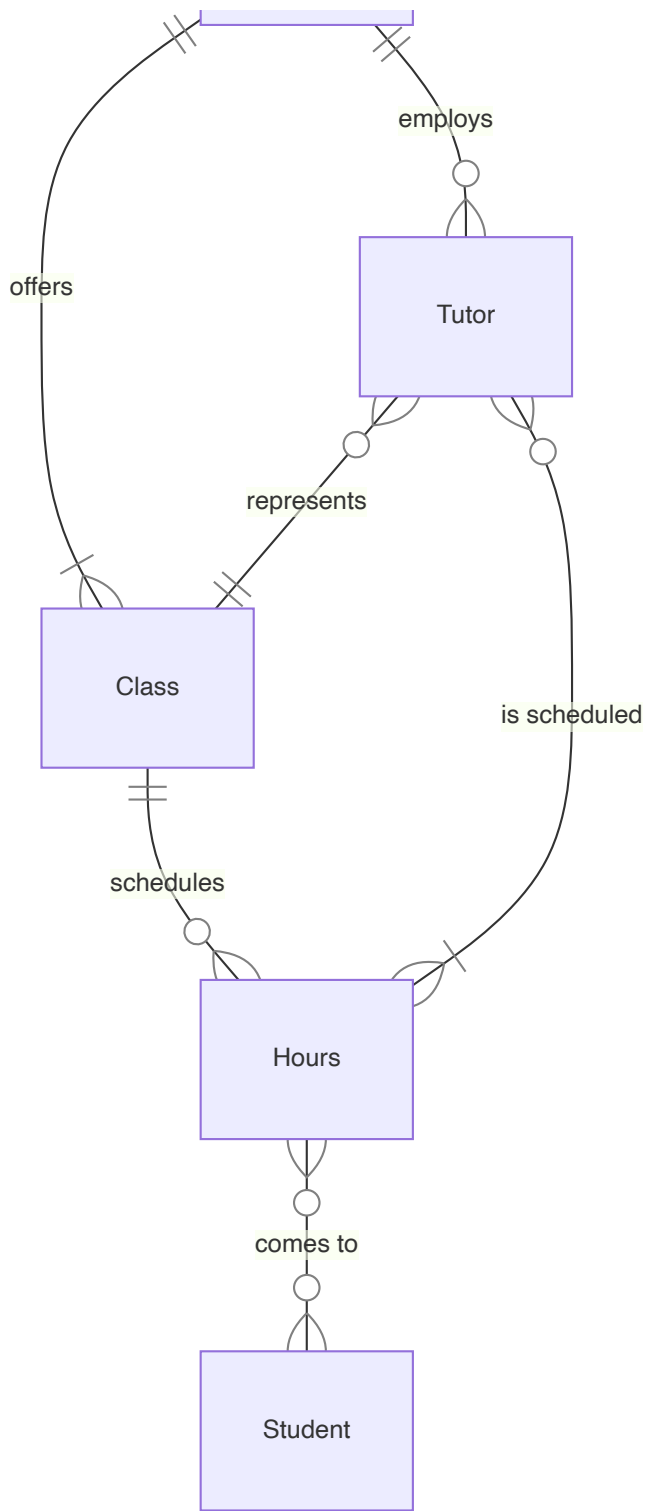 employs
offers
Tutor
represents
Class
is scheduled
schedules
Hours
comes to
Student